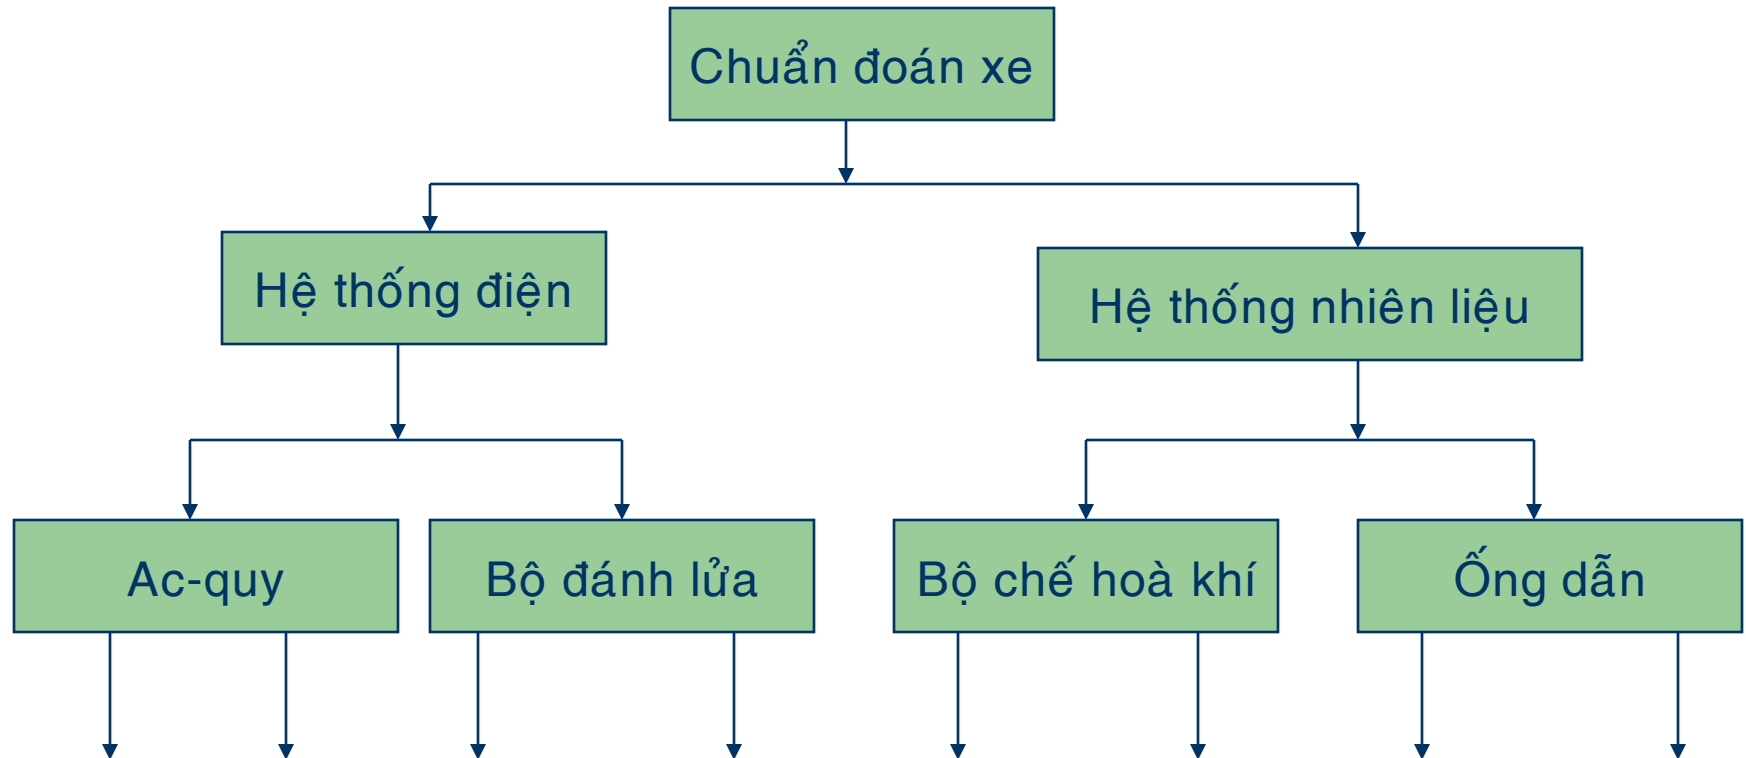 Chuẩn đoán xe
Hệ thống điện
Hệ thống nhiên liệu
Ac-quy
Bộ đánh lửa
Bộ chế hoà khí
Ống dẫn